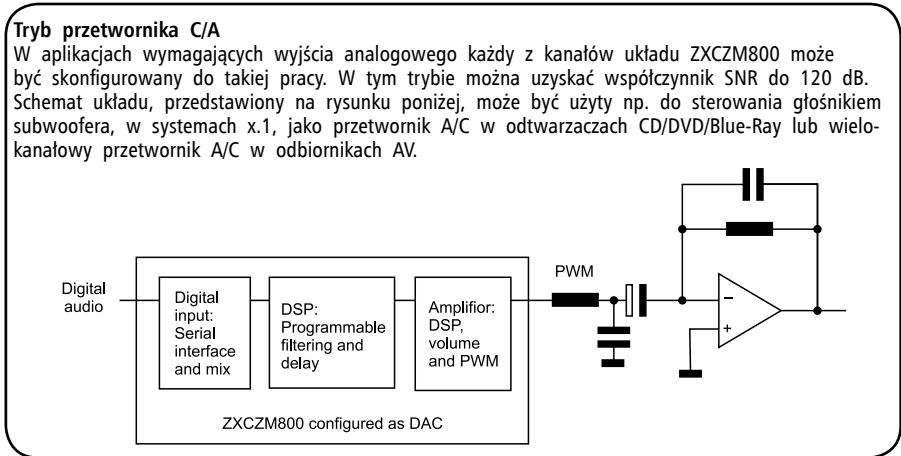 Tryb przetwornika C/A
W aplikacjach wymagających wyjścia analogowego każdy z kanałów układu ZXCZM800 może
być skonfigurowany do takiej pracy. W tym trybie można uzyskać współczynnik SNR do 120 dB.
Schemat układu, przedstawiony na rysunku poniżej, może być użyty np. do sterowania głośnikiem
subwoofera, w systemach x.1, jako przetwornik A/C w odtwarzaczach CD/DVD/Blue-Ray lub wielo-
kanałowy przetwornik A/C w odbiornikach AV.
Digital
audio
Digital
input:
Serial
interface
and mix
DSP:
Programmable
filtering and
delay
Amplifior:
DSP,
volume
and PWM
ZXCZM800 configured as DAC
PWM
−
+